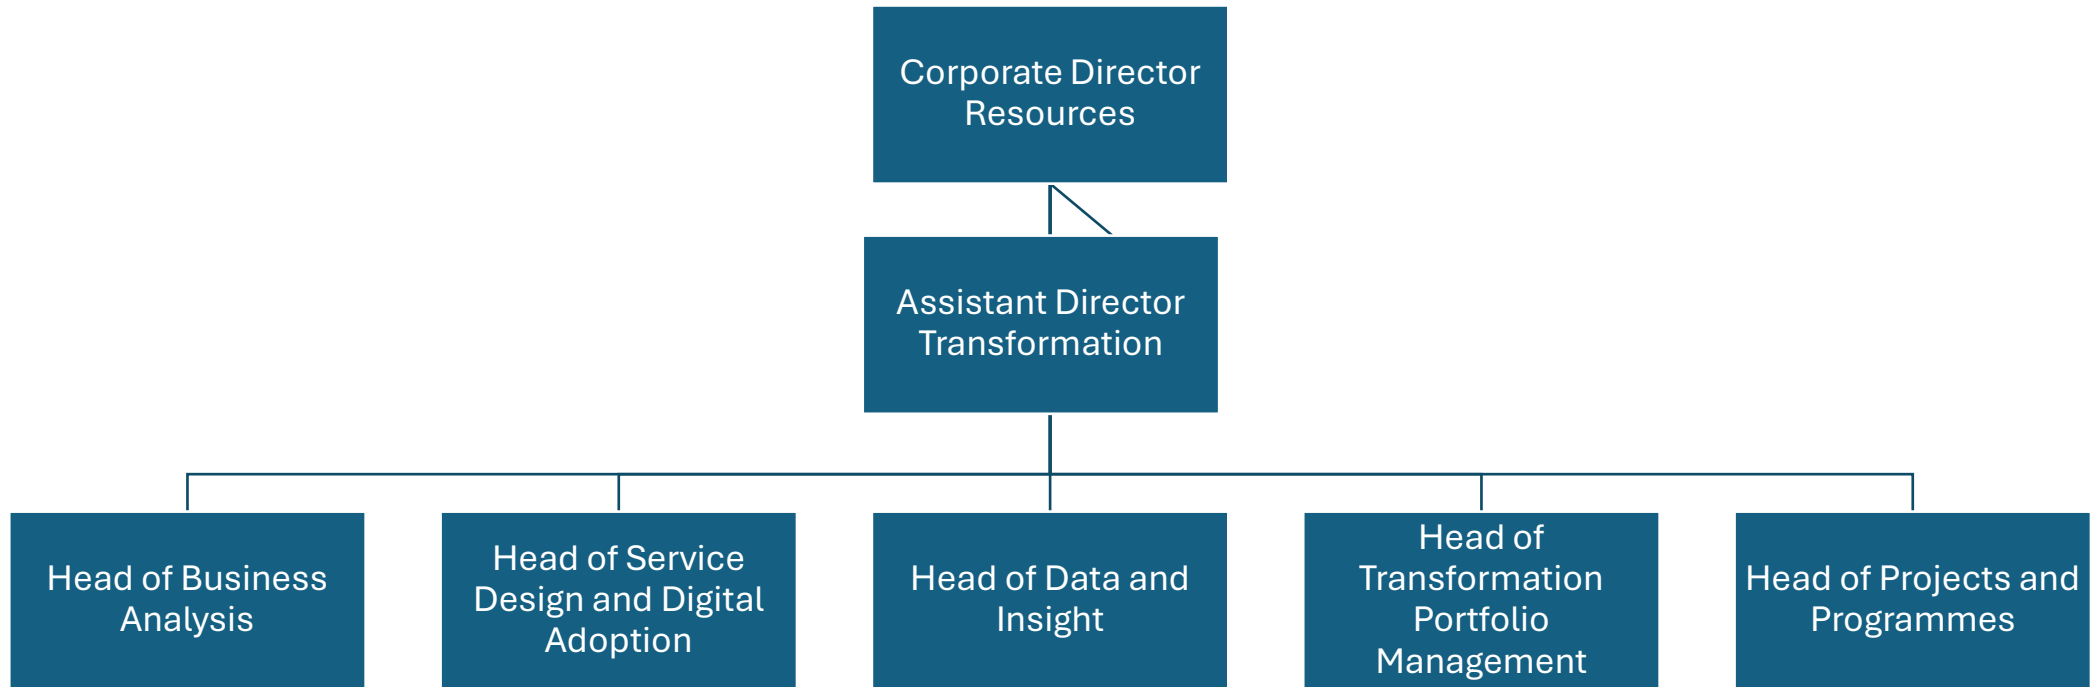 Corporate Director
Resources
Assistant Director
Transformation
Head of Business
Analysis
Head of Service
Design and Digital
Adoption
Head of Data and
Insight
Head of
Transformation
Portfolio
Management
Head of Projects and
Programmes